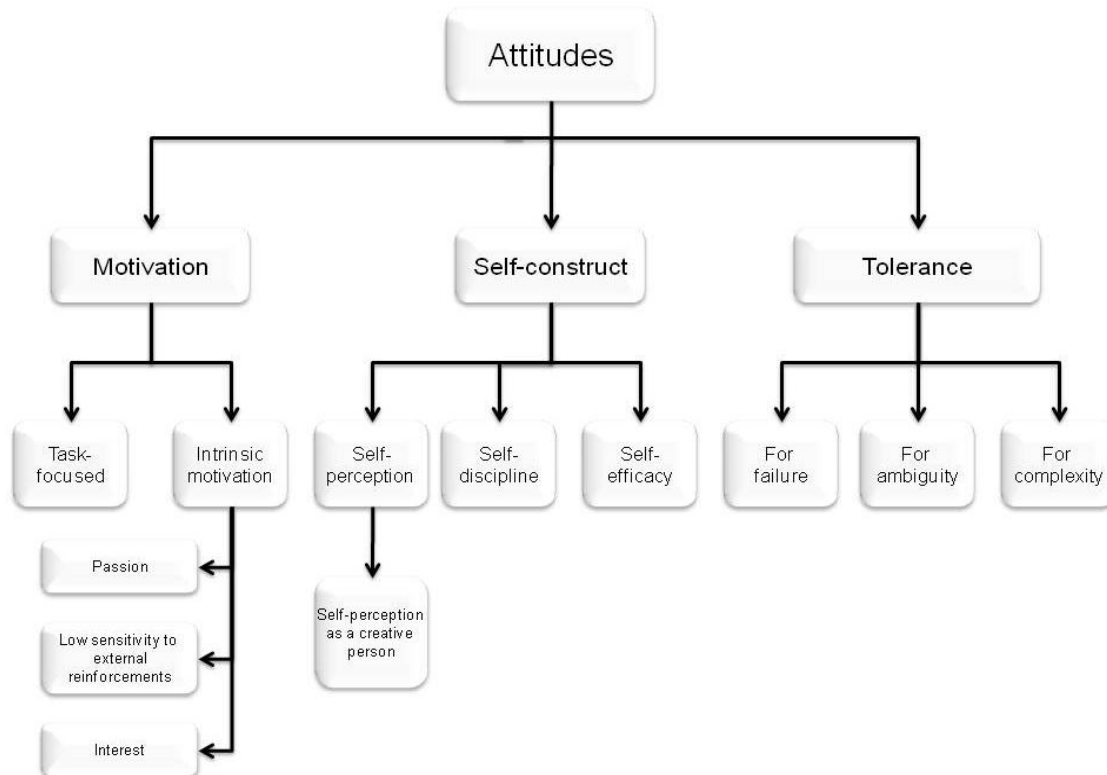 Attitudes
Motivation
Self-construct
Tolerance
Task-
focused
Intrinsic
motivation
Self-
perception
Self-
discipline
Self-
efficacy
For
failure
For
ambiguity
For
complexity
Passion
Low sensitivity to
external
reinforcements
Interest
Self-perception
as a creative
person